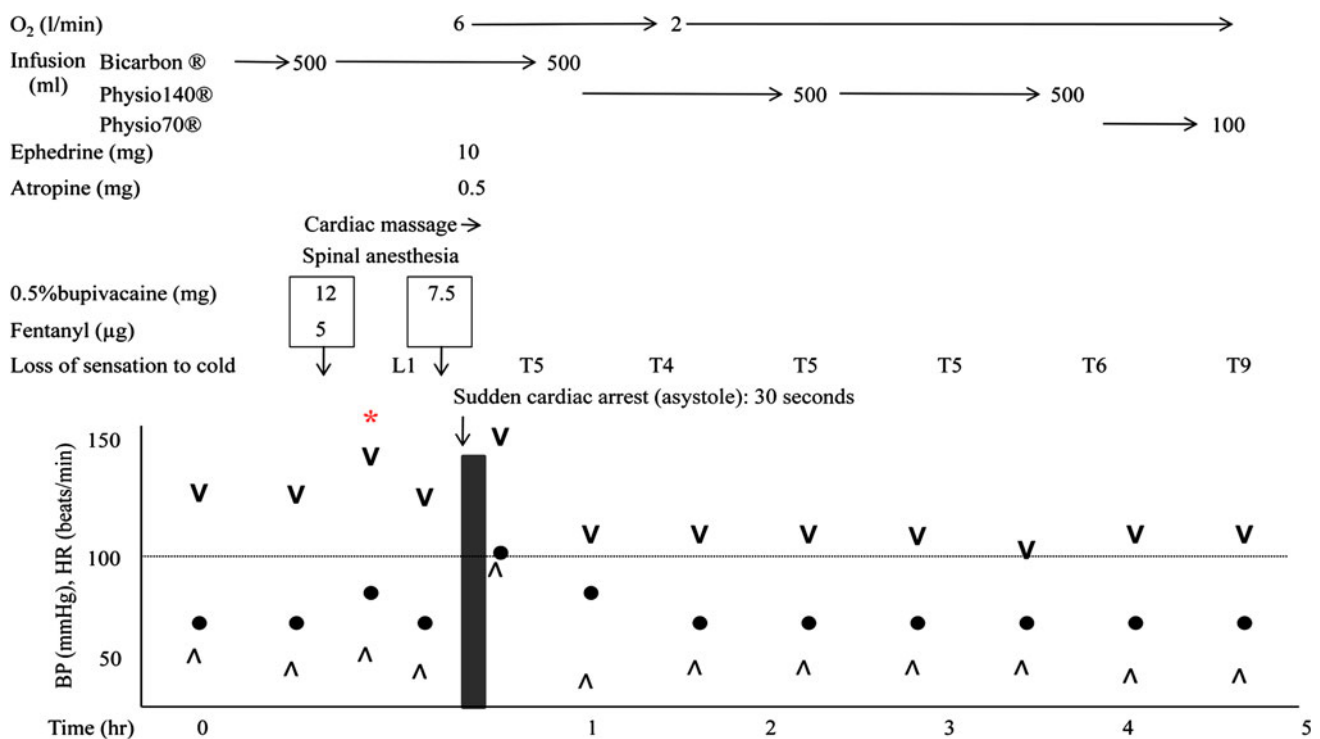 O₂ (l/min) 6 2
Infusion Bicarbon ® 500 500
(ml)
Physio140® 500 500
Physio70® 100
Ephedrine (mg) 10
Atropine (mg) 0.5
Cardiac massage
Spinal anesthesia
0.5%bupivacaine (mg) 12 7.5
Fentanyl (µg) 5
Loss of sensation to cold L1 T5 T4 T5 T5 T6 T9
Sudden cardiac arrest (asystole): 30 seconds
*
150
100
50
BP (mmHg), HR (beats/min)
Time (hr) 0 1 2 3 4 5